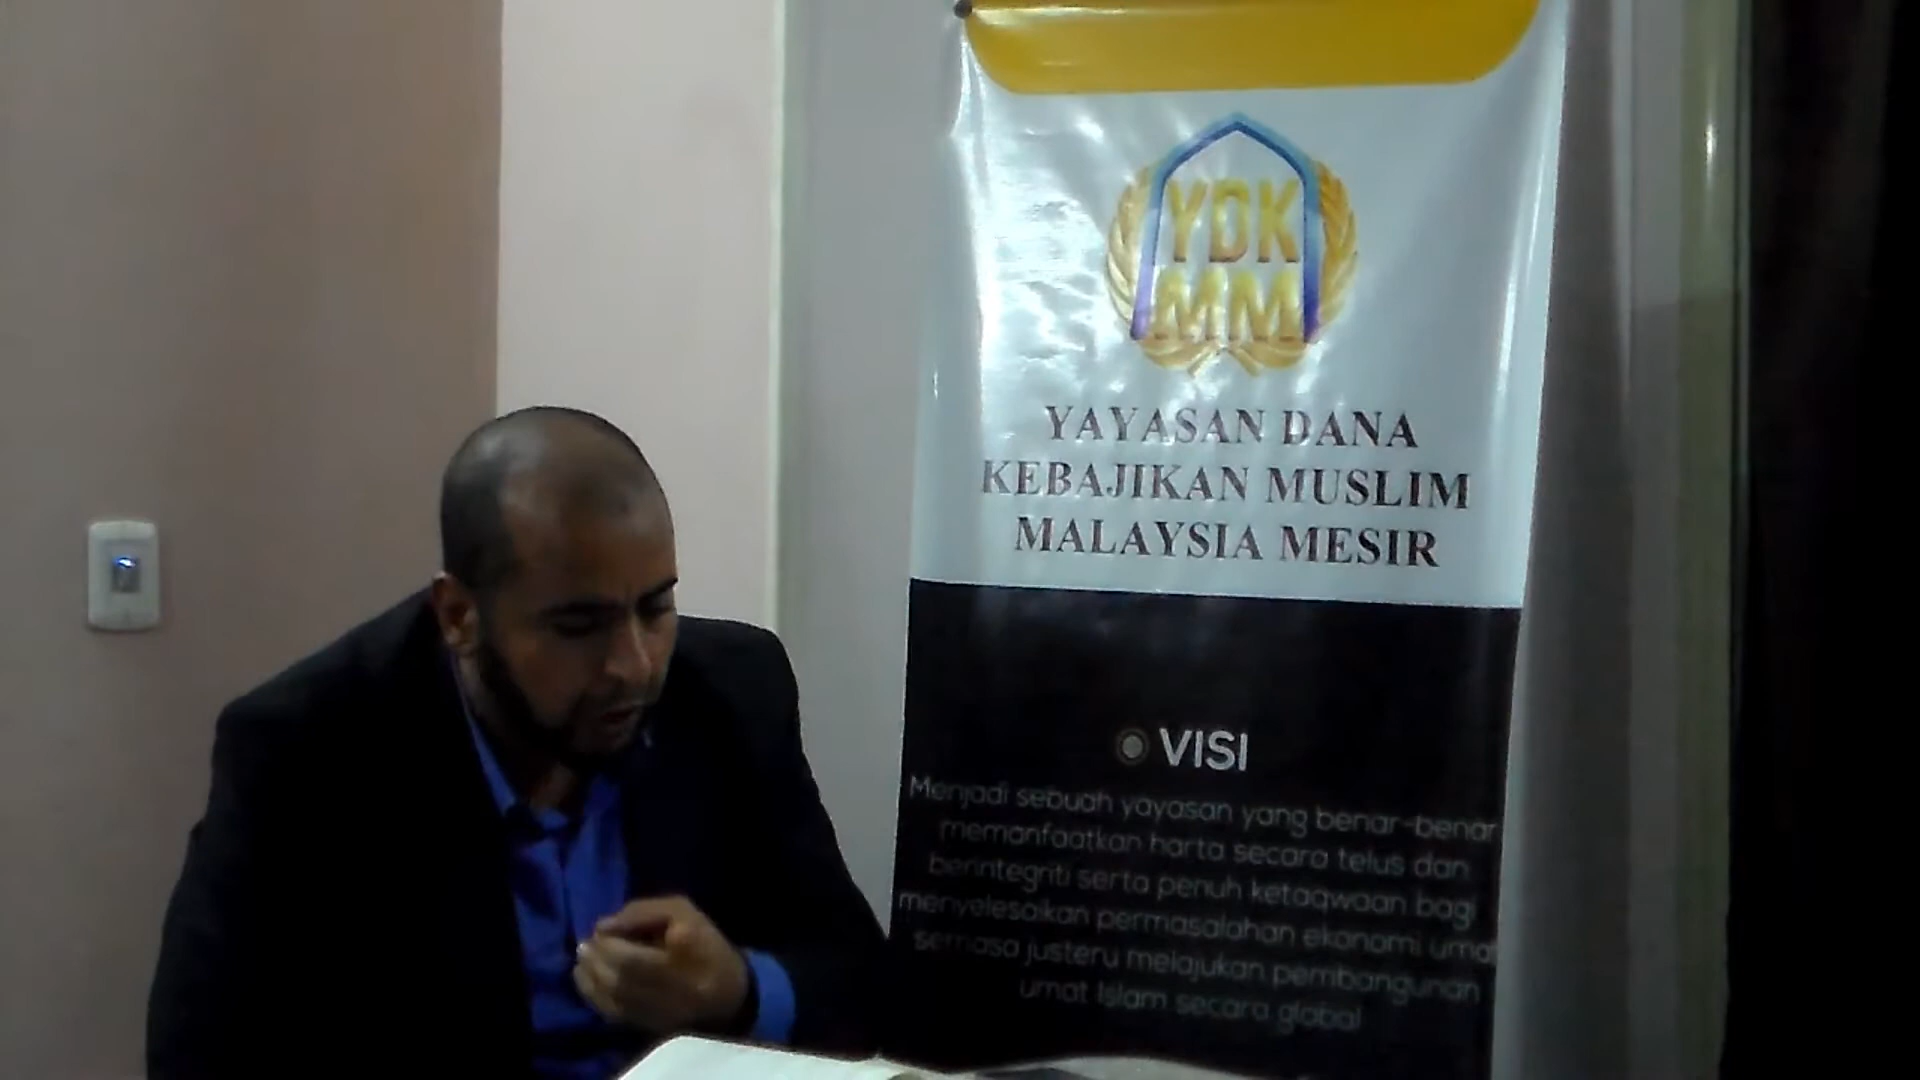 YDK
MM
YAYASAN DANA
KEBAJIKAN MUSLIM
MALAYSIA MESIR
VISI
Menjadi sebuah yayasan yang benar-benar
memanfaatkan harta secara telus dan
berintegriti serta penuh ketaqwaan bagi
menyelesaikan permasalahan ekonomi umat
semasa justeru melajukan pembangunan
umat Islam secara global